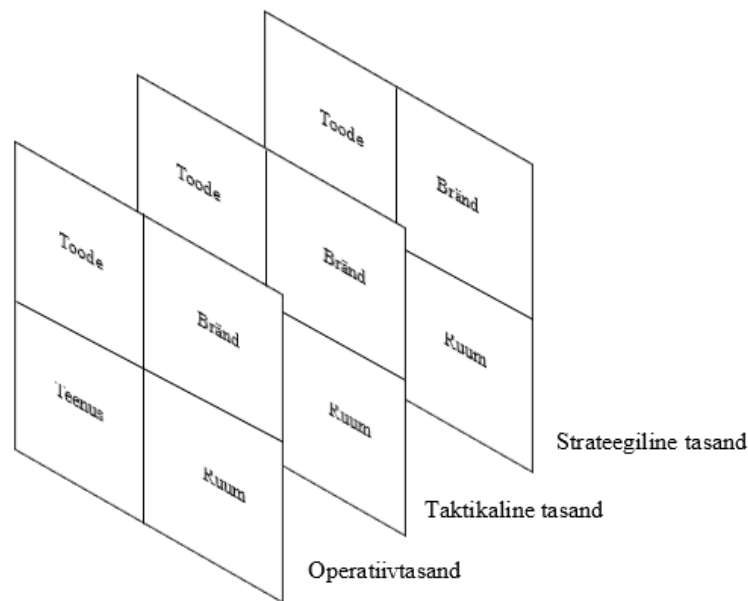 Toode
Bränd
Ruum
Strateegiline tasand
Toode
Bränd
Ruum
Taktikaline tasand
Toode
Bränd
Teenus
Ruum
Operatiivtasand